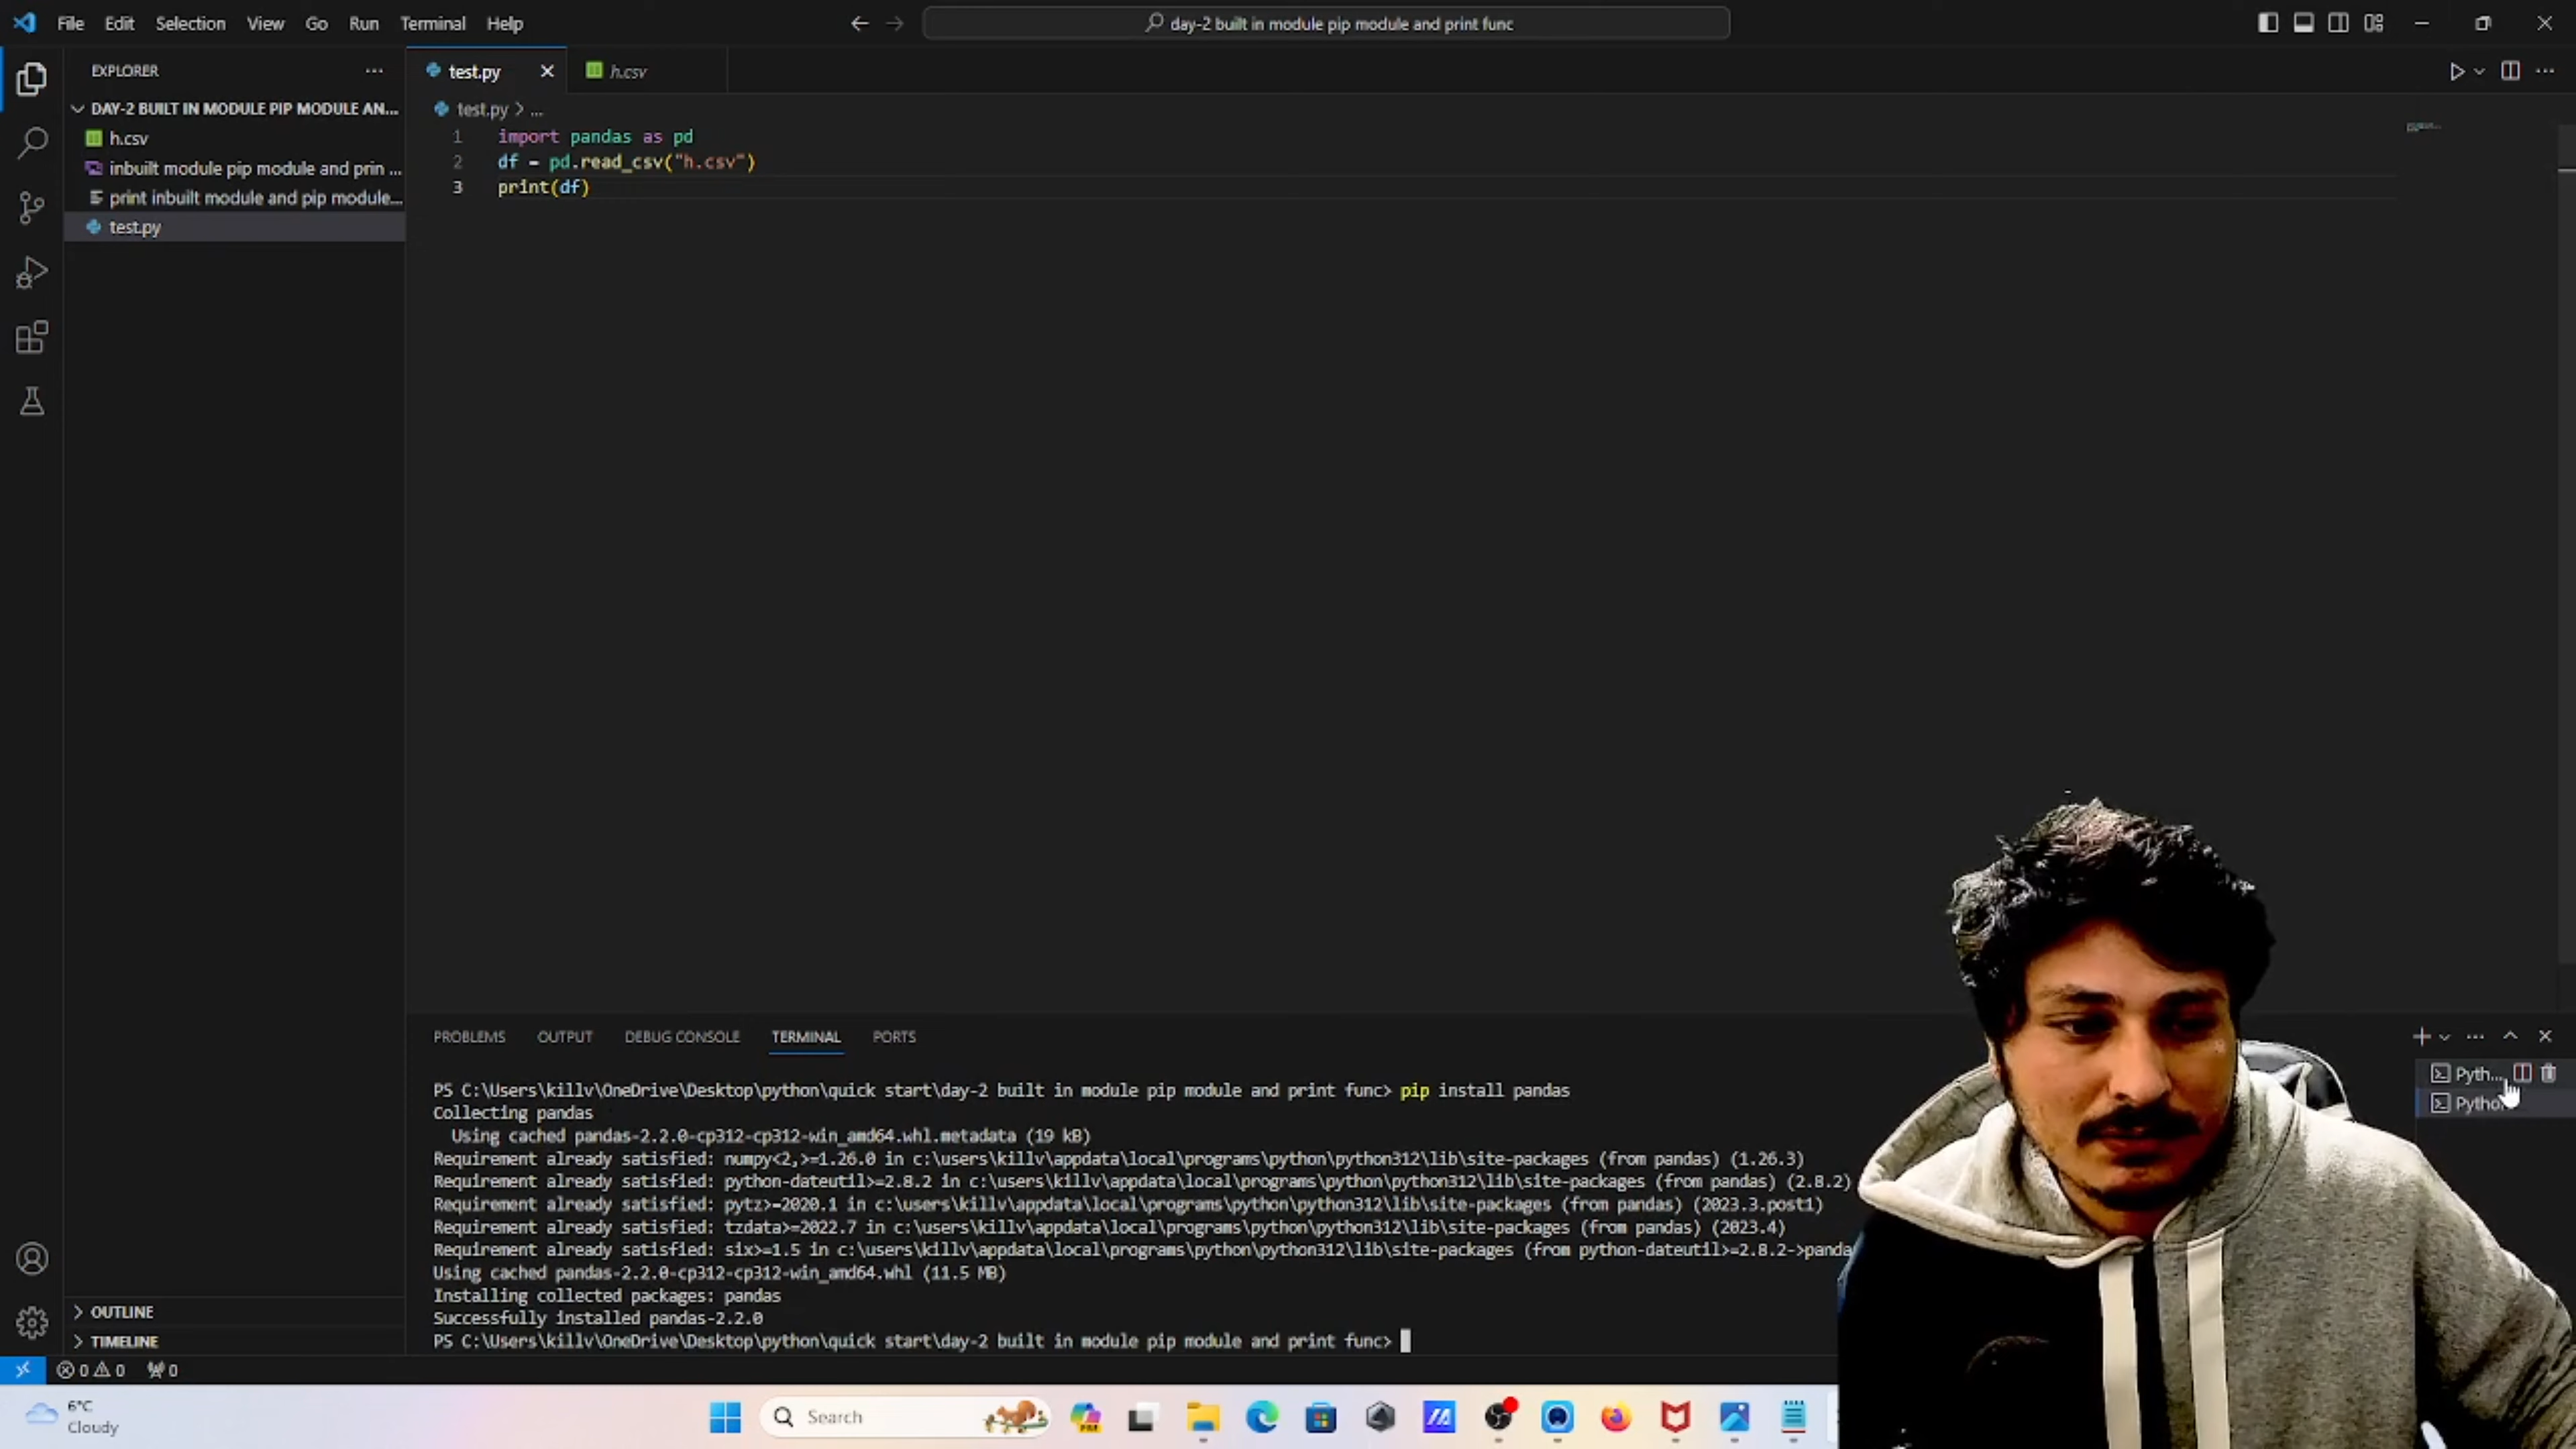 File Edit Selection View Go Run Terminal Help
day-2 built in module pip module and print func
EXPLORER
DAY-2 BUILT IN MODULE PIP MODULE AN...
h.csv
inbuilt module pip module and prin ...
print inbuilt module and pip module...
test.py
OUTLINE
TIMELINE
test.py
h.csv
test.py > ...
1 import pandas as pd
2 df = pd.read_csv("h.csv")
3 print(df)
PROBLEMS OUTPUT DEBUG CONSOLE TERMINAL PORTS
Pyth...
Python
PS C:\Users\killv\OneDrive\Desktop\python\quick start\day-2 built in module pip module and print func> pip install pandas
Collecting pandas
Using cached pandas-2.2.0-cp312-cp312-win_amd64.whl.metadata (19 kB)
Requirement already satisfied: numpy<2,>=1.26.0 in c:\users\killv\appdata\local\programs\python\python312\lib\site-packages (from pandas) (1.26.3)
Requirement already satisfied: python-dateutil>=2.8.2 in c:\users\killv\appdata\local\programs\python\python312\lib\site-packages (from pandas) (2.8.2)
Requirement already satisfied: pytz>=2020.1 in c:\users\killv\appdata\local\programs\python\python312\lib\site-packages (from pandas) (2023.3.post1)
Requirement already satisfied: tzdata>=2022.7 in c:\users\killv\appdata\local\programs\python\python312\lib\site-packages (from pandas) (2023.4)
Requirement already satisfied: six>=1.5 in c:\users\killv\appdata\local\programs\python\python312\lib\site-packages (from python-dateutil>=2.8.2->panda
Using cached pandas-2.2.0-cp312-cp312-win_amd64.whl (11.5 MB)
Installing collected packages: pandas
Successfully installed pandas-2.2.0
PS C:\Users\killv\OneDrive\Desktop\python\quick start\day-2 built in module pip module and print func>
0 0 0
6°C
Cloudy
Search